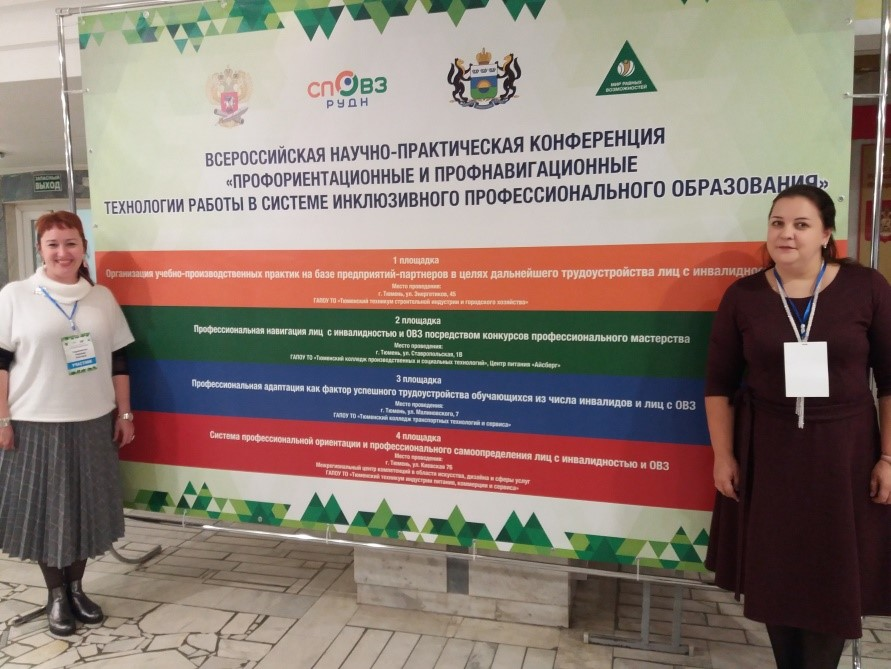 ЗАПАСНЫЙ
ВЫХОД
спОВЗ
РУДН
МИР РАВНЫХ
ВОЗМОЖНОСТЕЙ
ВСЕРОССИЙСКАЯ НАУЧНО-ПРАКТИЧЕСКАЯ КОНФЕРЕНЦИЯ
«ПРОФОРИЕНТАЦИОННЫЕ И ПРОФНАВИГАЦИОННЫЕ
ТЕХНОЛОГИИ РАБОТЫ В СИСТЕМЕ ИНКЛЮЗИВНОГО ПРОФЕССИОНАЛЬНОГО ОБРАЗОВАНИЯ»
1 площадка
Организация учебно-производственных практик на базе предприятий-партнеров в целях дальнейшего трудоустройства лиц с инвалидно
Место проведения:
г. Тюмень, ул. Энергетиков, 45
ГАПОУ ТО «Тюменский техникум строительной индустрии и городского хозяйства»
2 площадка
Профессиональная навигация лиц с инвалидностью и ОВЗ посредством конкурсов профессионального мастерства
Место проведения:
г. Тюмень, ул. Ставропольская, 1В
ГАПОУ ТО «Тюменский колледж производственных и социальных технологий», Центр питания «Айсберг»
3 площадка
Профессиональная адаптация как фактор успешного трудоустройства обучающихся из числа инвалидов и лиц с ОВЗ
Место проведения:
г. Тюмень, ул. Малиновского, 7
ГАПОУ ТО «Тюменский колледж транспортных технологий и сервиса»
4 площадка
Система профессиональной ориентации и профессионального самоопределения лиц с инвалидностью и ОВЗ
Место проведения:
г. Тюмень, ул. Киевская 78
Межрегиональный центр компетенций в области искусства, дизайна и сферы услуг
ГАПОУ ТО «Тюменский техникум индустрии питания, коммерции и сервиса»
УЧАСТНИК